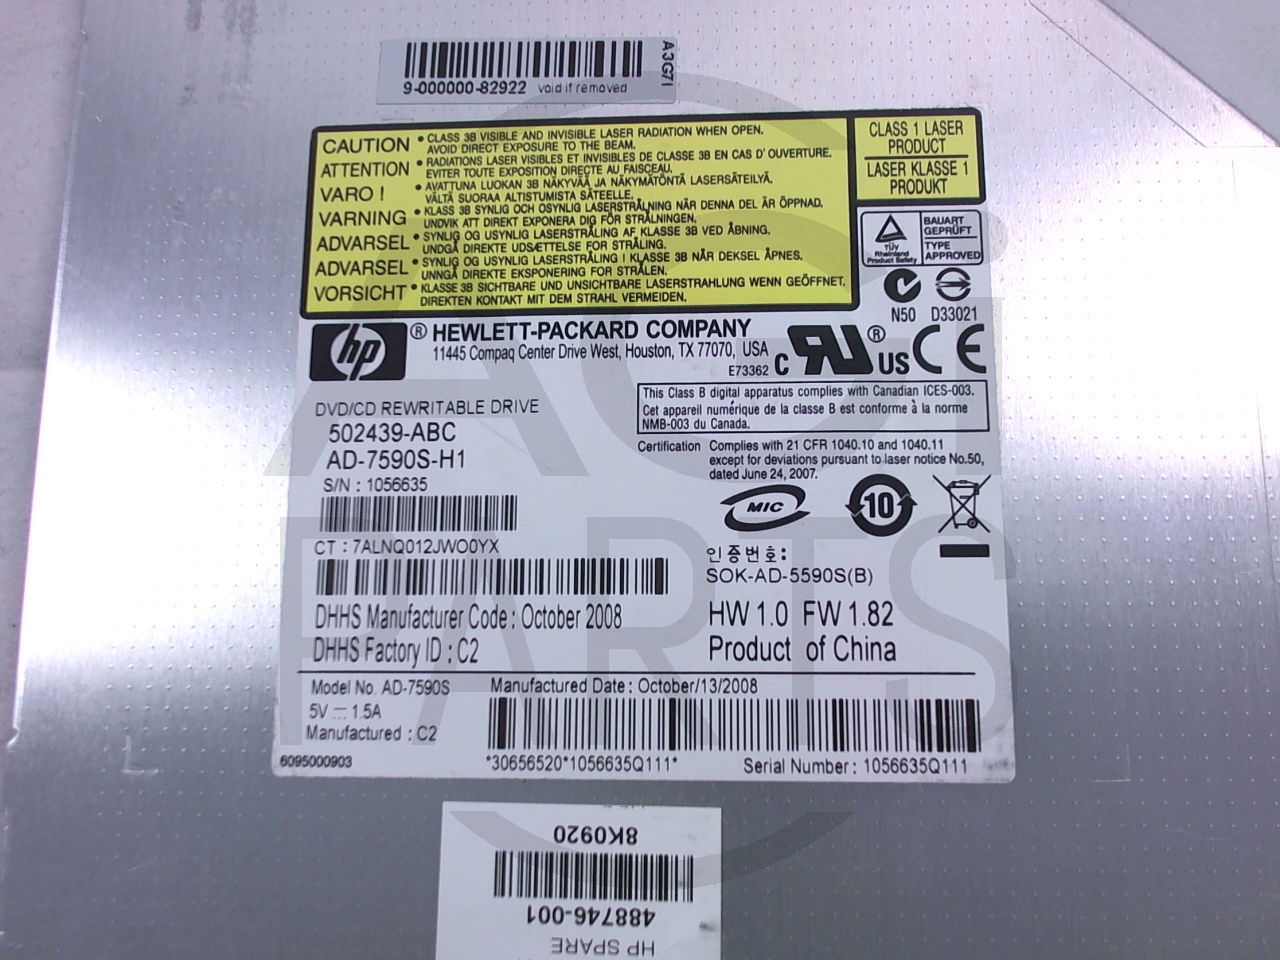 A3G71
9-000000-82922 void if removed
CAUTION • CLASS 3B VISIBLE AND INVISIBLE LASER RADIATION WHEN OPEN.
AVOID DIRECT EXPOSURE TO THE BEAM.
ATTENTION • RADIATIONS LASER VISIBLES ET INVISIBLES DE CLASSE 3B EN CAS D' OUVERTURE.
EVITER TOUTE EXPOSITION DIRECTE AU FAISCEAU.
VARO ! • AVATTUNA LUOKAN 3B NÄKYVÄÄ JA NÄKYMÄTÖNTÄ LASERSÄTEILYÄ.
VÄLTÄ SUORAA ALTISTUMISTA SÄTEELLE.
VARNING • KLASS 3B SYNLIG OCH OSYNLIG LASERSTRÅLNING NÄR DENNA DEL ÄR ÖPPNAD.
UNDVIK ATT DIREKT EXPONERA DIG FÖR STRÅLNINGEN.
ADVARSEL • SYNLIG OG USYNLIG LASERSTRÅLING AF KLASSE 3B VED ÅBNING.
UNDGÅ DIREKTE UDSÆTTELSE FOR STRÅLING.
ADVARSEL • SYNLIG OG USYNLIG LASERSTRÅLING I KLASSE 3B NÅR DEKSEL ÅPNES.
UNNGÅ DIREKTE EKSPONERING FOR STRÅLEN.
VORSICHT • KLASSE 3B SICHTBARE UND UNSICHTBARE LASERSTRAHLUNG WENN GEÖFFNET.
DIREKTEN KONTAKT MIT DEM STRAHL VERMEIDEN.
CLASS 1 LASER
PRODUCT
LASER KLASSE 1
PRODUKT
TÜV
Rheinland
Product Safety
BAUART
GEPRÜFT
TYPE
APPROVED
N50 D33021
hp ® HEWLETT-PACKARD COMPANY
11445 Compaq Center Drive West, Houston, TX 77070, USA
E73362 C UR ® US CE
This Class B digital apparatus complies with Canadian ICES-003.
Cet appareil numérique de la classe B est conforme à la norme
NMB-003 du Canada.
Certification Complies with 21 CFR 1040.10 and 1040.11
except for deviations pursuant to laser notice No.50,
dated June 24, 2007.
DVD/CD REWRITABLE DRIVE
502439-ABC
AD-7590S-H1
S/N : 1056635
CT : 7ALNQ012JWO0YX
MIC
10
인증번호:
SOK-AD-5590S(B)
DHHS Manufacturer Code : October 2008
DHHS Factory ID : C2
HW 1.0 FW 1.82
Product of China
Model No. AD-7590S
5V ⎓ 1.5A
Manufactured : C2
Manufactured Date : October/13/2008
6095000903
*30656520*1056635Q111*
Serial Number : 1056635Q111
HP SPARE
488746-001
8K0920
AGI
PARTS